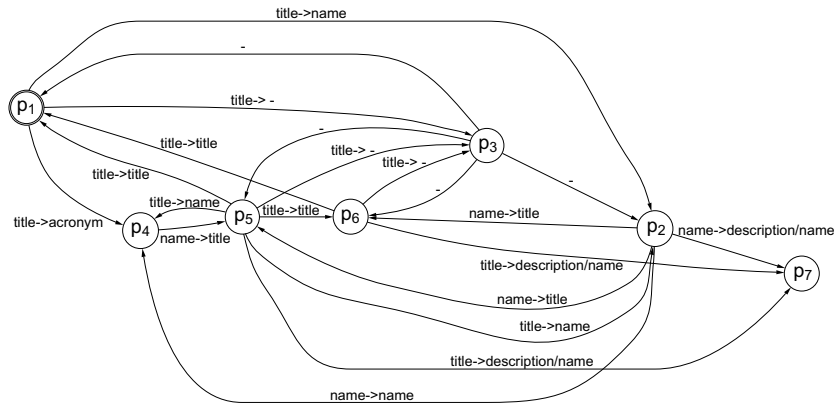 title->name
-
p1
title-> -
p3
title->title
-
title-> -
title-> -
title->title
-
-
title->name
title->acronym
p4
p5
title->title
p6
name->title
name->title
p2
name->description/name
title->description/name
p7
name->title
title->name
title->description/name
name->name